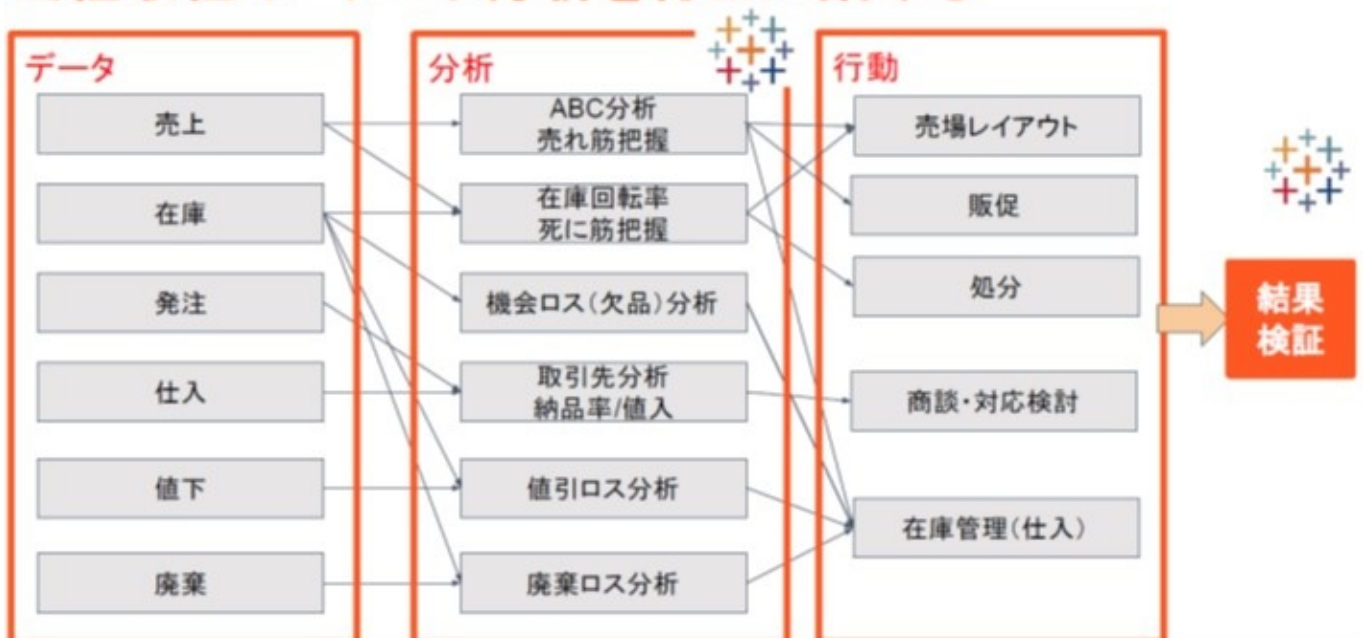 データ
売上
在庫
発注
仕入
値下
廃棄
分析
ABC分析
売れ筋把握
在庫回転率
死に筋把握
機会ロス(欠品)分析
取引先分析
納品率/値入
値引ロス分析
廃棄ロス分析
行動
売場レイアウト
販促
処分
商談・対応検討
在庫管理(仕入)
結果
検証